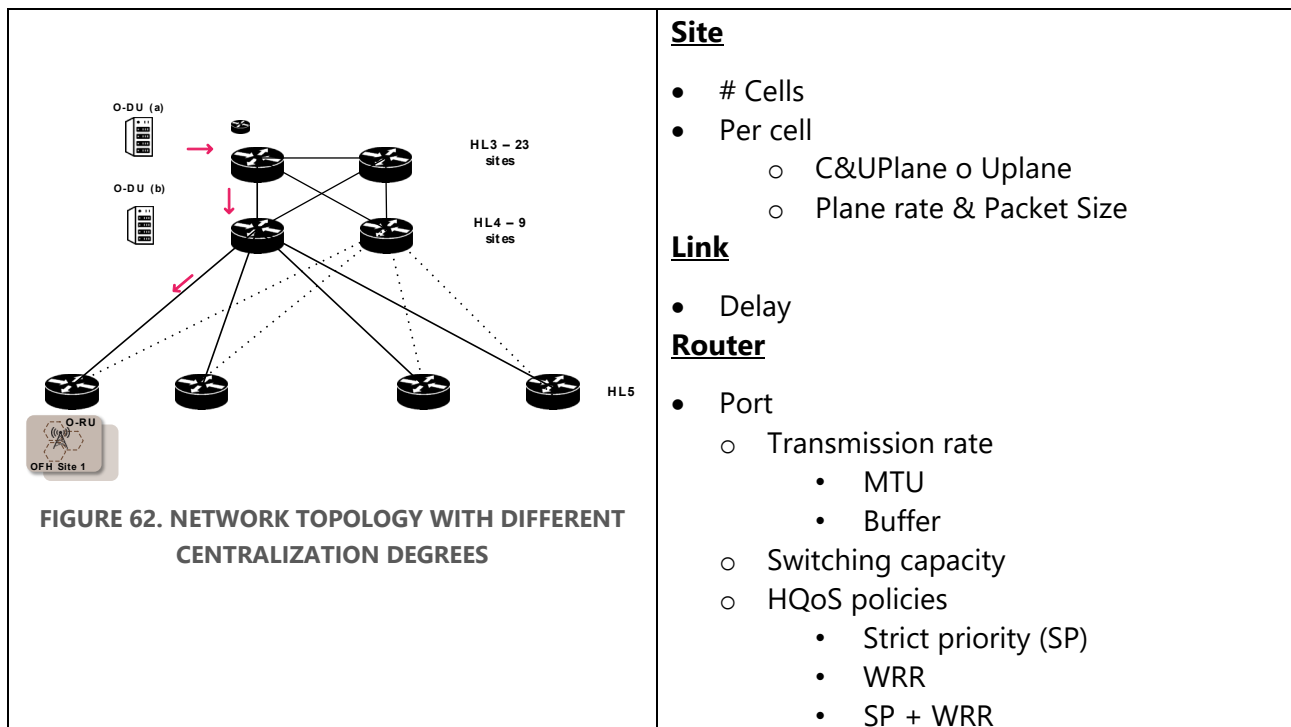 O-DU (a)
O-DU (b)
HL3 – 23
sites
HL4 – 9
sites
HL5
O-RU
OFH Site 1
FIGURE 62. NETWORK TOPOLOGY WITH DIFFERENT
CENTRALIZATION DEGREES
Site
• # Cells
• Per cell
o C&UPlane o Uplane
o Plane rate & Packet Size
Link
• Delay
Router
• Port
o Transmission rate
• MTU
• Buffer
o Switching capacity
o HQoS policies
• Strict priority (SP)
• WRR
• SP + WRR